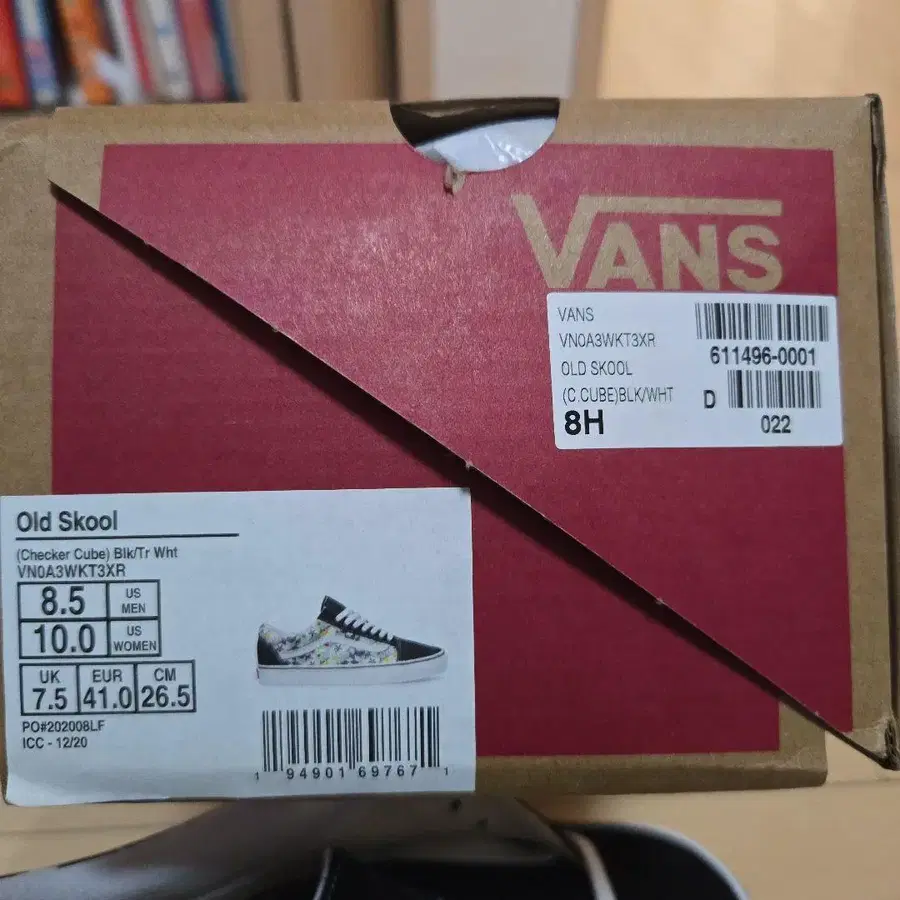 VANS
VANS
VN0A3WKT3XR
OLD SKOOL
(C.CUBE)BLK/WHT
8H
611496-0001
D
022
Old Skool
(Checker Cube) Blk/Tr Wht
VN0A3WKT3XR
8.5 US MEN
10.0 US WOMEN
UK EUR CM
7.5 41.0 26.5
PO#202008LF
ICC - 12/20
1 94901 69767 1